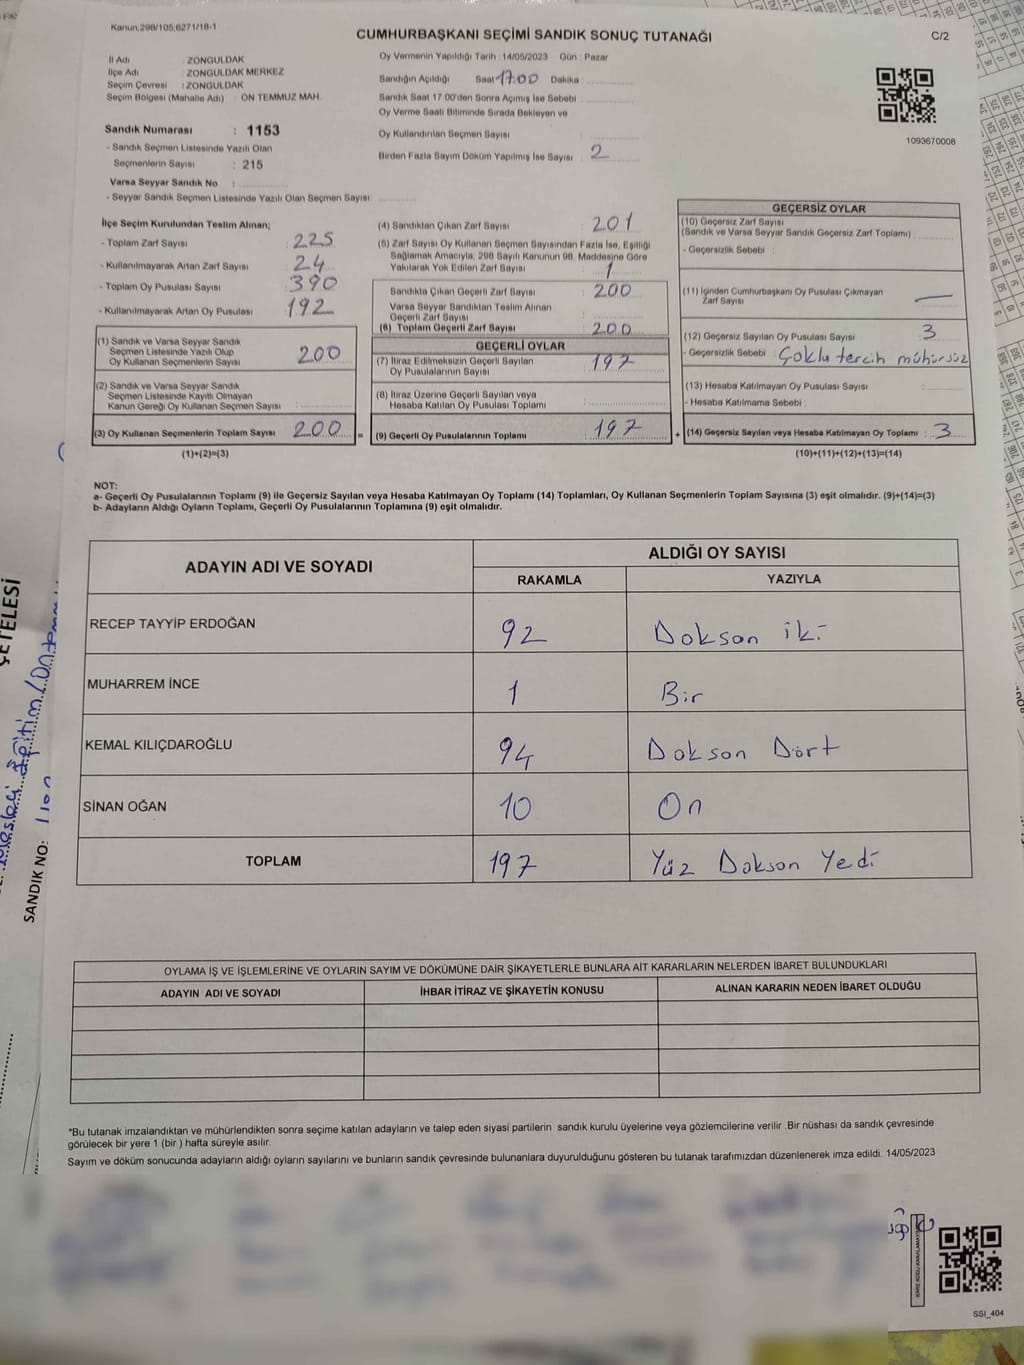 Kanun:298/105,6271/18-1
CUMHURBAŞKANI SEÇİMİ SANDIK SONUÇ TUTANAĞI
C/2
İl Adı : ZONGULDAK
İlçe Adı : ZONGULDAK MERKEZ
Seçim Çevresi : ZONGULDAK
Seçim Bölgesi (Mahalle Adı) : ON TEMMUZ MAH.
Sandık Numarası : 1153
- Sandık Seçmen Listesinde Yazılı Olan
Seçmenlerin Sayısı : 215
Varsa Seyyar Sandık No :
- Seyyar Sandık Seçmen Listesinde Yazılı Olan Seçmen Sayısı:
Oy Vermenin Yapıldığı Tarih : 14/05/2023 Gün : Pazar
Sandığın Açıldığı Saat 17:00 Dakika :
Sandık Saat 17:00'den Sonra Açılmış İse Sebebi :
Oy Verme Saati Bitiminde Sırada Bekleyen ve
Oy Kullandırılan Seçmen Sayısı :
Birden Fazla Sayım Döküm Yapılmış İse Sayısı : 2
1093670008
İlçe Seçim Kurulundan Teslim Alınan;
- Toplam Zarf Sayısı : 225
- Kullanılmayarak Artan Zarf Sayısı : 24
- Toplam Oy Pusulası Sayısı : 390
- Kullanılmayarak Artan Oy Pusulası : 192
(1) Sandık ve Varsa Seyyar Sandık
Seçmen Listesinde Yazılı Olup
Oy Kullanan Seçmenlerin Sayısı : 200
(2) Sandık ve Varsa Seyyar Sandık
Seçmen Listesinde Kayıtlı Olmayan
Kanun Gereği Oy Kullanan Seçmen Sayısı :
(3) Oy Kullanan Seçmenlerin Toplam Sayısı : 200 =
(1)+(2)=(3)
(4) Sandıktan Çıkan Zarf Sayısı : 201
(5) Zarf Sayısı Oy Kullanan Seçmen Sayısından Fazla İse, Eşitliği
Sağlamak Amacıyla, 298 Sayılı Kanunun 98. Maddesine Göre
Yakılarak Yok Edilen Zarf Sayısı : 1
Sandıkta Çıkan Geçerli Zarf Sayısı : 200
Varsa Seyyar Sandıktan Teslim Alınan
Geçerli Zarf Sayısı :
(6) Toplam Geçerli Zarf Sayısı : 200
GEÇERLİ OYLAR
(7) İtiraz Edilmeksizin Geçerli Sayılan
Oy Pusulalarının Sayısı : 197
(8) İtiraz Üzerine Geçerli Sayılan veya
Hesaba Katılan Oy Pusulası Toplamı :
(9) Geçerli Oy Pusulalarının Toplamı : 197 +
GEÇERSİZ OYLAR
(10) Geçersiz Zarf Sayısı
(Sandık ve Varsa Seyyar Sandık Geçersiz Zarf Toplamı) :
- Geçersizlik Sebebi :
(11) İçinden Cumhurbaşkanı Oy Pusulası Çıkmayan
Zarf Sayısı : —
(12) Geçersiz Sayılan Oy Pusulası Sayısı : 3
- Geçersizlik Sebebi : Çoklu tercih mühürsüz
(13) Hesaba Katılmayan Oy Pusulası Sayısı :
- Hesaba Katılmama Sebebi :
(14) Geçersiz Sayılan veya Hesaba Katılmayan Oy Toplamı : 3
(10)+(11)+(12)+(13)=(14)
NOT:
a- Geçerli Oy Pusulalarının Toplamı (9) ile Geçersiz Sayılan veya Hesaba Katılmayan Oy Toplamı (14) Toplamları, Oy Kullanan Seçmenlerin Toplam Sayısına (3) eşit olmalıdır. (9)+(14)=(3)
b- Adayların Aldığı Oyların Toplamı, Geçerli Oy Pusulalarının Toplamına (9) eşit olmalıdır.
ADAYIN ADI VE SOYADI
ALDIĞI OY SAYISI
RAKAMLA YAZIYLA
RECEP TAYYİP ERDOĞAN 92 Doksan iki
MUHARREM İNCE 1 Bir
KEMAL KILIÇDAROĞLU 94 Doksan Dört
SİNAN OĞAN 10 On
TOPLAM 197 Yüz Doksan Yedi
OYLAMA İŞ VE İŞLEMLERİNE VE OYLARIN SAYIM VE DÖKÜMÜNE DAİR ŞİKAYETLERLE BUNLARA AİT KARARLARIN NELERDEN İBARET BULUNDUKLARI
ADAYIN ADI VE SOYADI İHBAR İTİRAZ VE ŞİKAYETİN KONUSU ALINAN KARARIN NEDEN İBARET OLDUĞU
*Bu tutanak imzalandıktan ve mühürlendikten sonra seçime katılan adayların ve talep eden siyasi partilerin sandık kurulu üyelerine veya gözlemcilerine verilir .Bir nüshası da sandık çevresinde
görülecek bir yere 1 (bir ) hafta süreyle asılır.
Sayım ve döküm sonucunda adayların aldığı oyların sayılarını ve bunların sandık çevresinde bulunanlara duyurulduğunu gösteren bu tutanak tarafımızdan düzenlenerek imza edildi. 14/05/2023
SSI_404
ÇETELESİ
SANDIK NO: